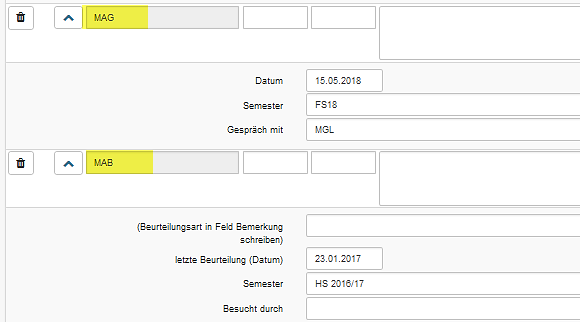 MAG
Datum 15.05.2018
Semester FS18
Gespräch mit MGL
MAB
(Beurteilungsart in Feld Bemerkung
schreiben)
letzte Beurteilung (Datum) 23.01.2017
Semester HS 2016/17
Besucht durch